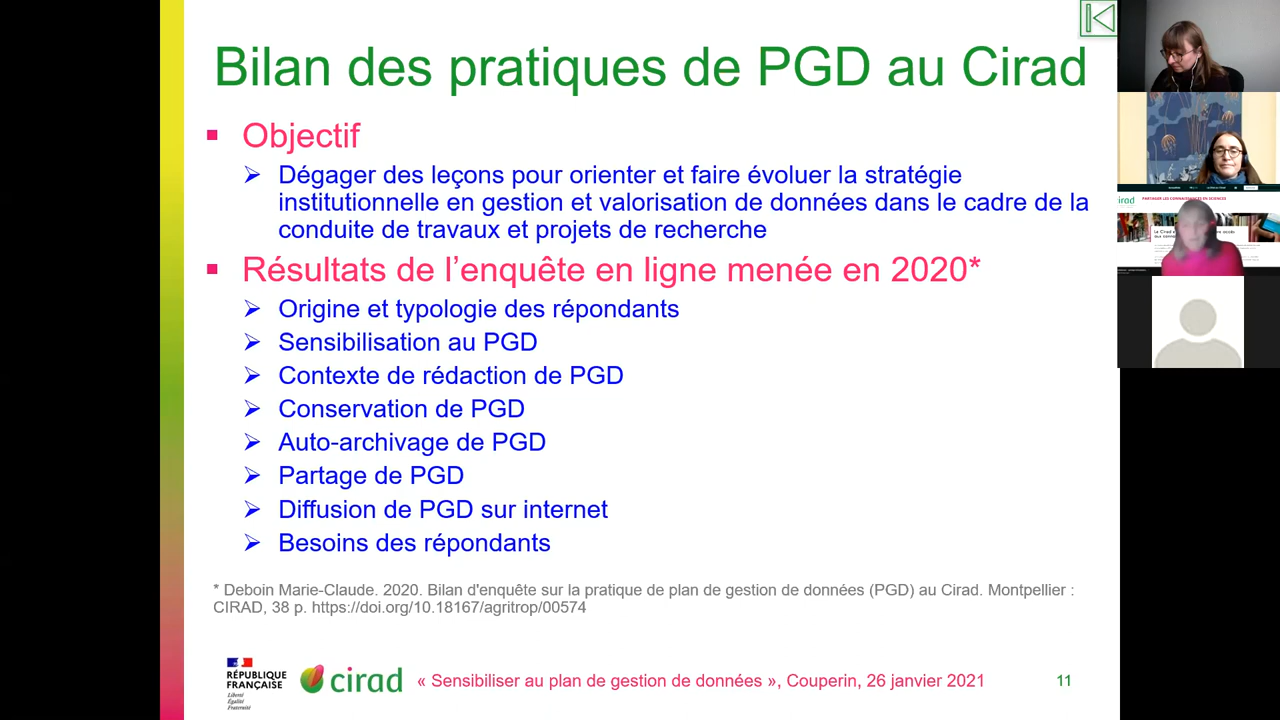 Bilan des pratiques de PGD au Cirad
Objectif
Dégager des leçons pour orienter et faire évoluer la stratégie
institutionnelle en gestion et valorisation de données dans le cadre de la
conduite de travaux et projets de recherche
Résultats de l’enquête en ligne menée en 2020*
Origine et typologie des répondants
Sensibilisation au PGD
Contexte de rédaction de PGD
Conservation de PGD
Auto-archivage de PGD
Partage de PGD
Diffusion de PGD sur internet
Besoins des répondants
* Deboin Marie-Claude. 2020. Bilan d'enquête sur la pratique de plan de gestion de données (PGD) au Cirad. Montpellier :
CIRAD, 38 p. https://doi.org/10.18167/agritrop/00574
RÉPUBLIQUE
FRANÇAISE
Liberté
Égalité
Fraternité
cirad
« Sensibiliser au plan de gestion de données », Couperin, 26 janvier 2021
11
cirad
PARTAGER LES CONNAISSANCES EN SCIENCES